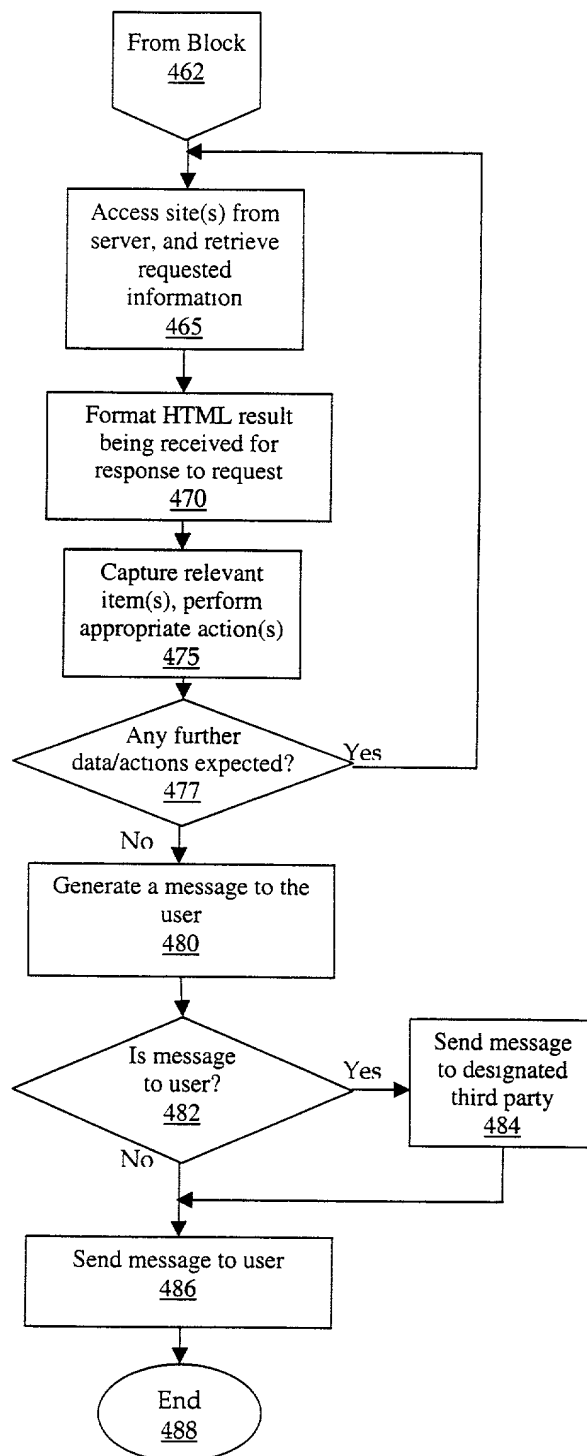 From Block
462
Access site(s) from
server, and retrieve
requested
information
465
Format HTML result
being received for
response to request
470
Capture relevant
item(s), perform
appropriate action(s)
475
Any further
data/actions expected?
477
Yes
No
Generate a message to the
user
480
Is message
to user?
482
Yes
Send message
to designated
third party
484
No
Send message to user
486
End
488